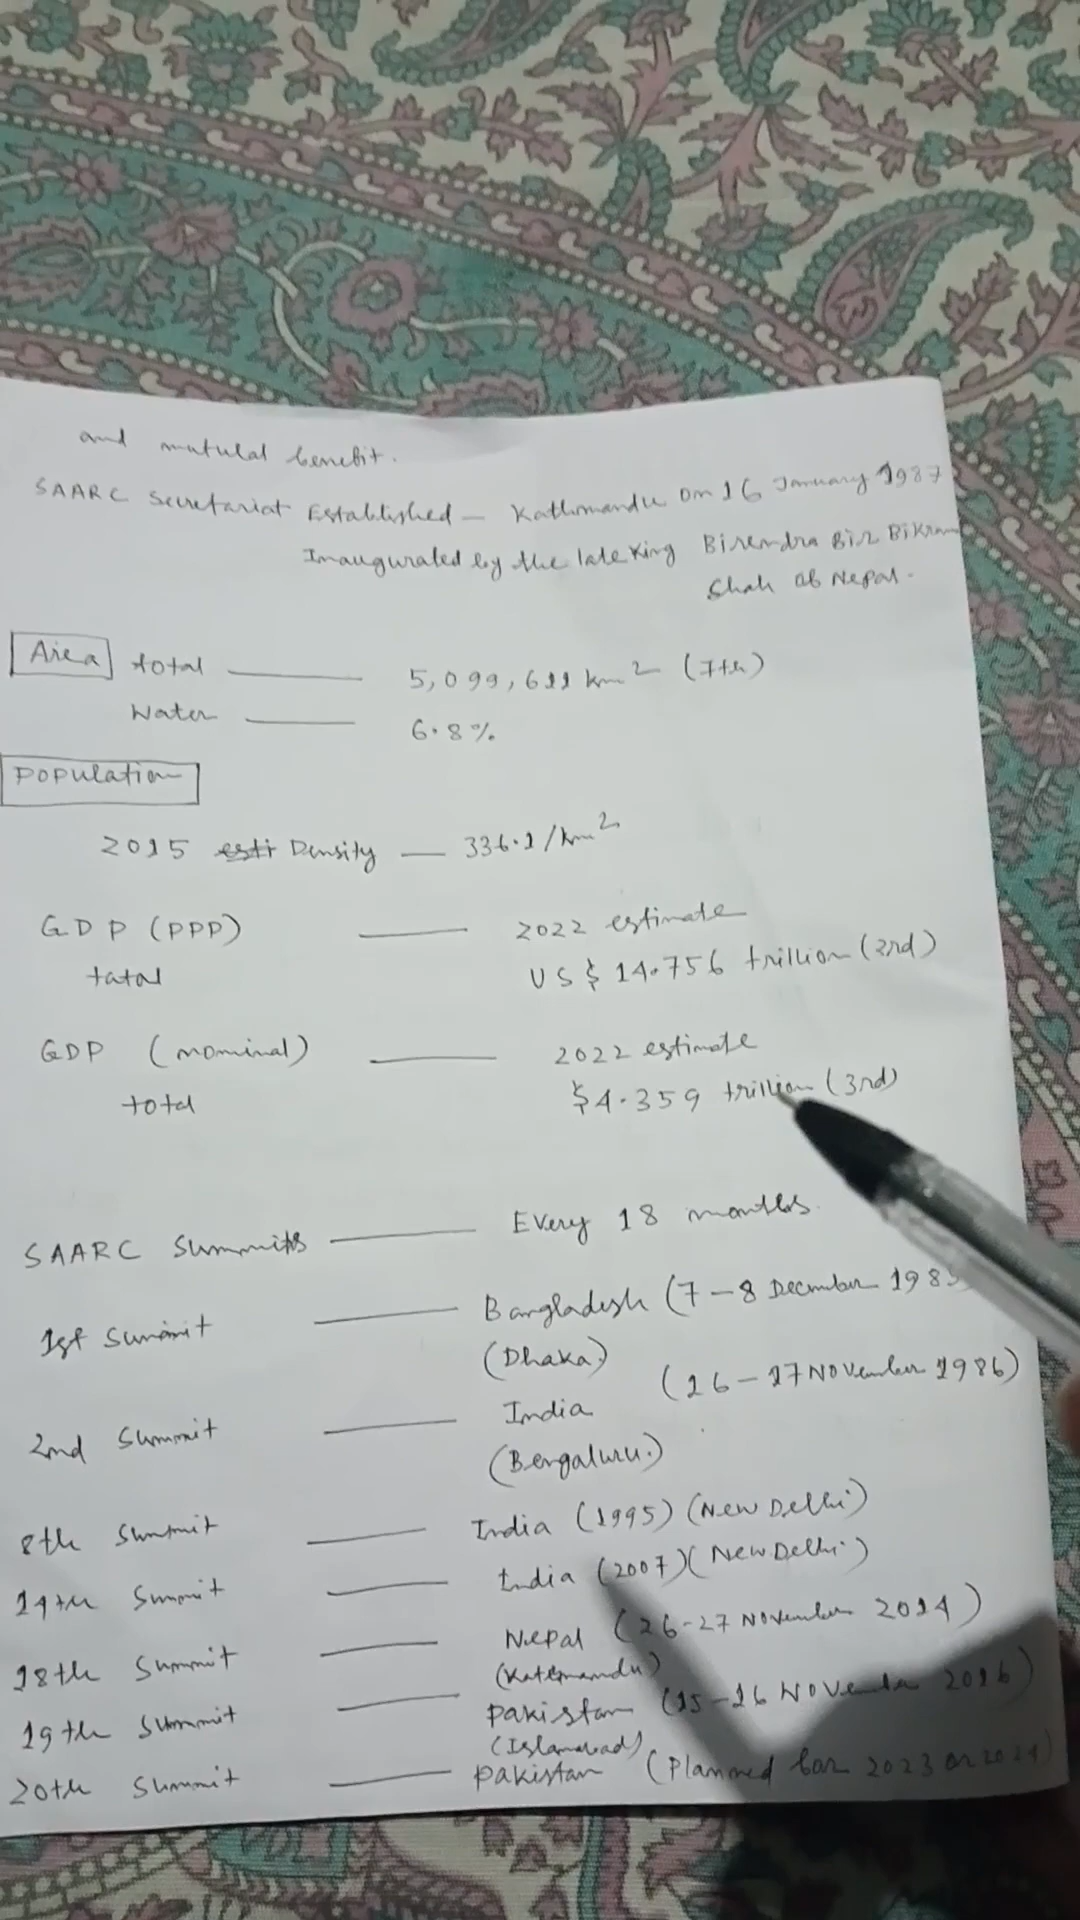 and mutulal benefit.
SAARC Secretariat Established — Kathmandu on 16 January 1987
Inaugurated by the late King Birendra Bir Bikram
Shah of Nepal.
Area total — 5,099,611 km2 (7th)
Water — 6.8%
Population
2015 esti Density — 336.1/km2
GDP (PPP) — 2022 estimate
tatal US $ 14.756 trillion (2nd)
GDP (nominal) — 2022 estimate
total $4.359 trillion (3rd)
SAARC Summits — Every 18 months.
1st Summit — Bangladesh (7-8 December 1985
(Dhaka)
2nd Summit — India (16-17 November 1986)
(Bengaluru.)
8th Summit — India (1995) (New Delhi)
14th Summit — India (2007) (New Delhi)
18th Summit — Nepal (26-27 November 2014)
(Katemandu)
19th Summit — Pakistan (15-16 November 2016)
(Islamabad)
20th Summit — Pakistan (Planned for 2023 or 2024)